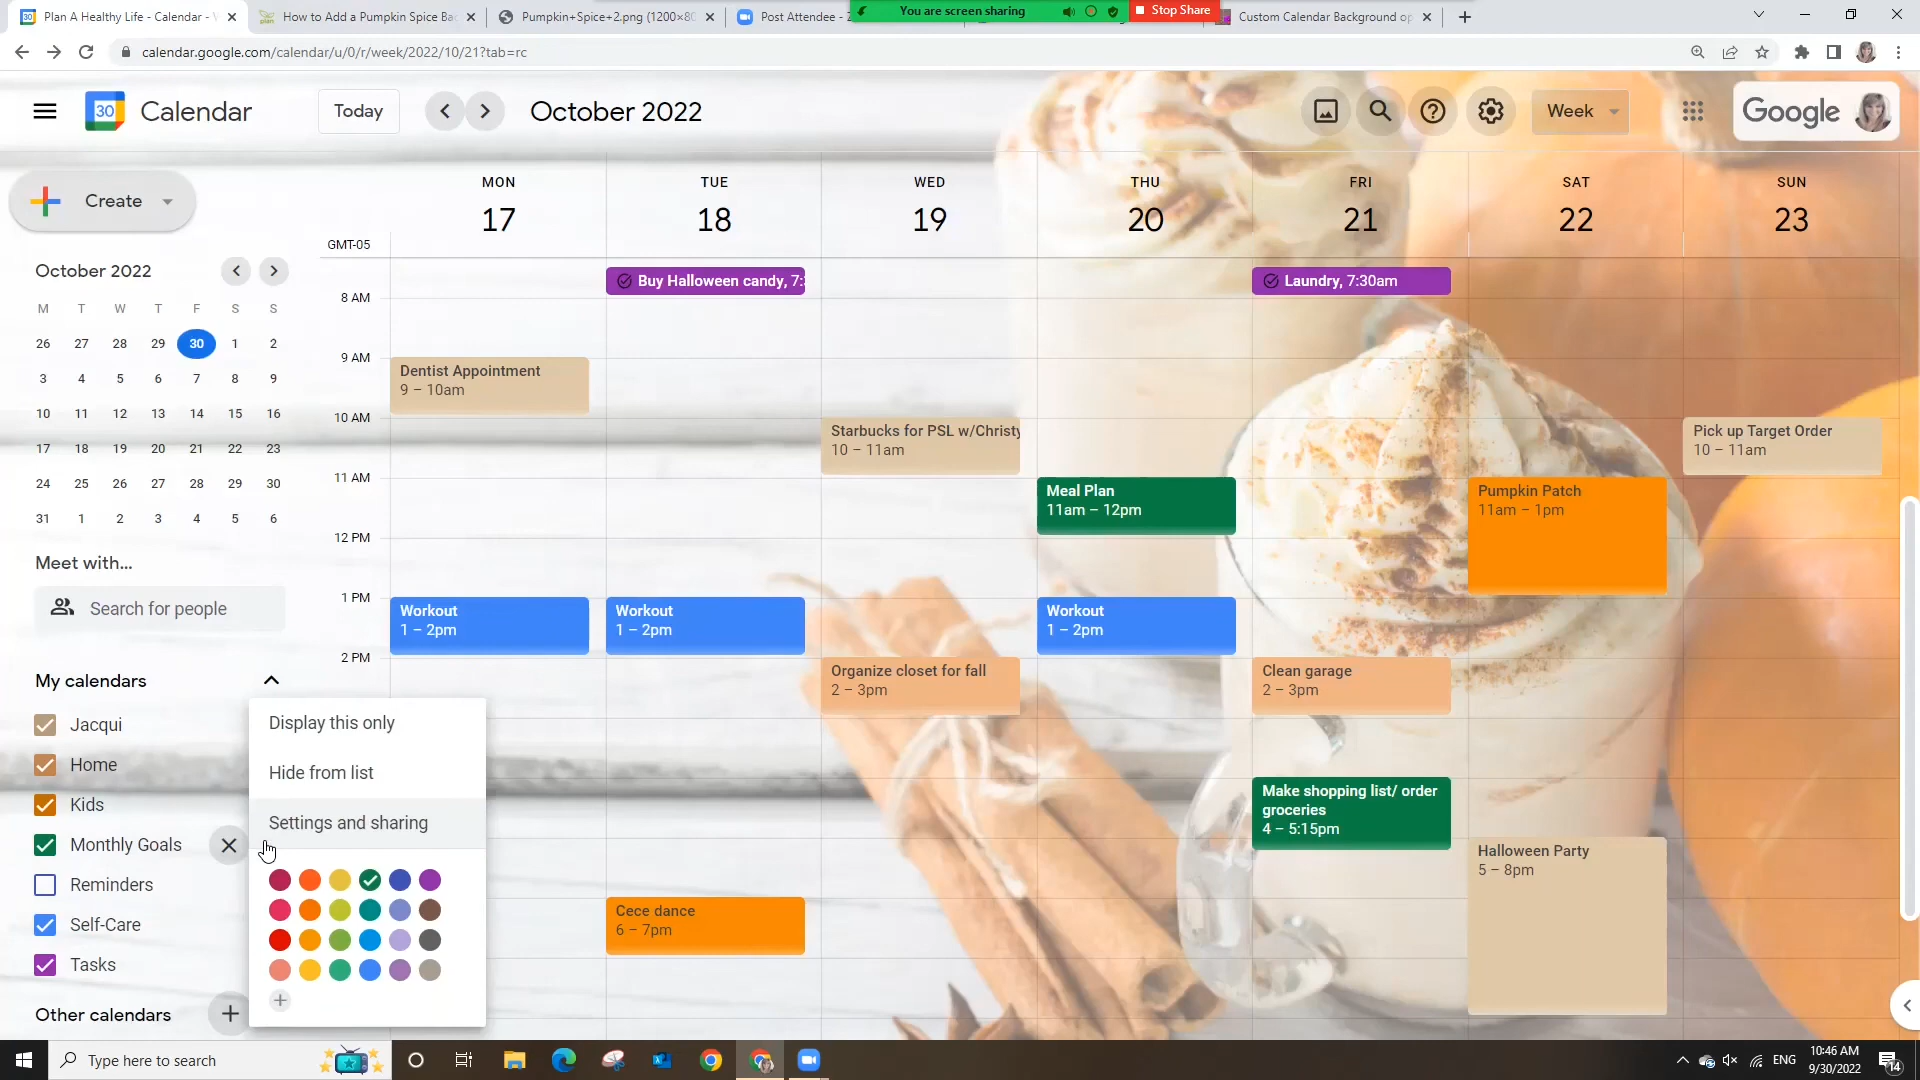 Plan A Healthy Life - Calendar -
How to Add a Pumpkin Spice Bac
Pumpkin+Spice+2.png (1200×80
Post Attendee - Z
You are screen sharing
Stop Share
Custom Calendar Background op
calendar.google.com/calendar/u/0/r/week/2022/10/21?tab=rc
30
Calendar
Today
October 2022
Week
Google
Create
MON
TUE
WED
THU
FRI
SAT
SUN
17
18
19
20
21
22
23
GMT-05
October 2022
M T W T F S S
26 27 28 29 30 1 2
3 4 5 6 7 8 9
10 11 12 13 14 15 16
17 18 19 20 21 22 23
24 25 26 27 28 29 30
31 1 2 3 4 5 6
Buy Halloween candy, 7:
Laundry, 7:30am
8 AM
9 AM
10 AM
11 AM
12 PM
1 PM
2 PM
Dentist Appointment
9 – 10am
Starbucks for PSL w/Christy
10 – 11am
Pick up Target Order
10 – 11am
Meal Plan
11am – 12pm
Pumpkin Patch
11am – 1pm
Workout
1 – 2pm
Workout
1 – 2pm
Workout
1 – 2pm
Organize closet for fall
2 – 3pm
Clean garage
2 – 3pm
Make shopping list/ order
groceries
4 – 5:15pm
Halloween Party
5 – 8pm
Cece dance
6 – 7pm
Meet with...
Search for people
My calendars
Jacqui
Home
Kids
Monthly Goals
Reminders
Self-Care
Tasks
Other calendars
Display this only
Hide from list
Settings and sharing
Type here to search
ENG
10:46 AM
9/30/2022
14